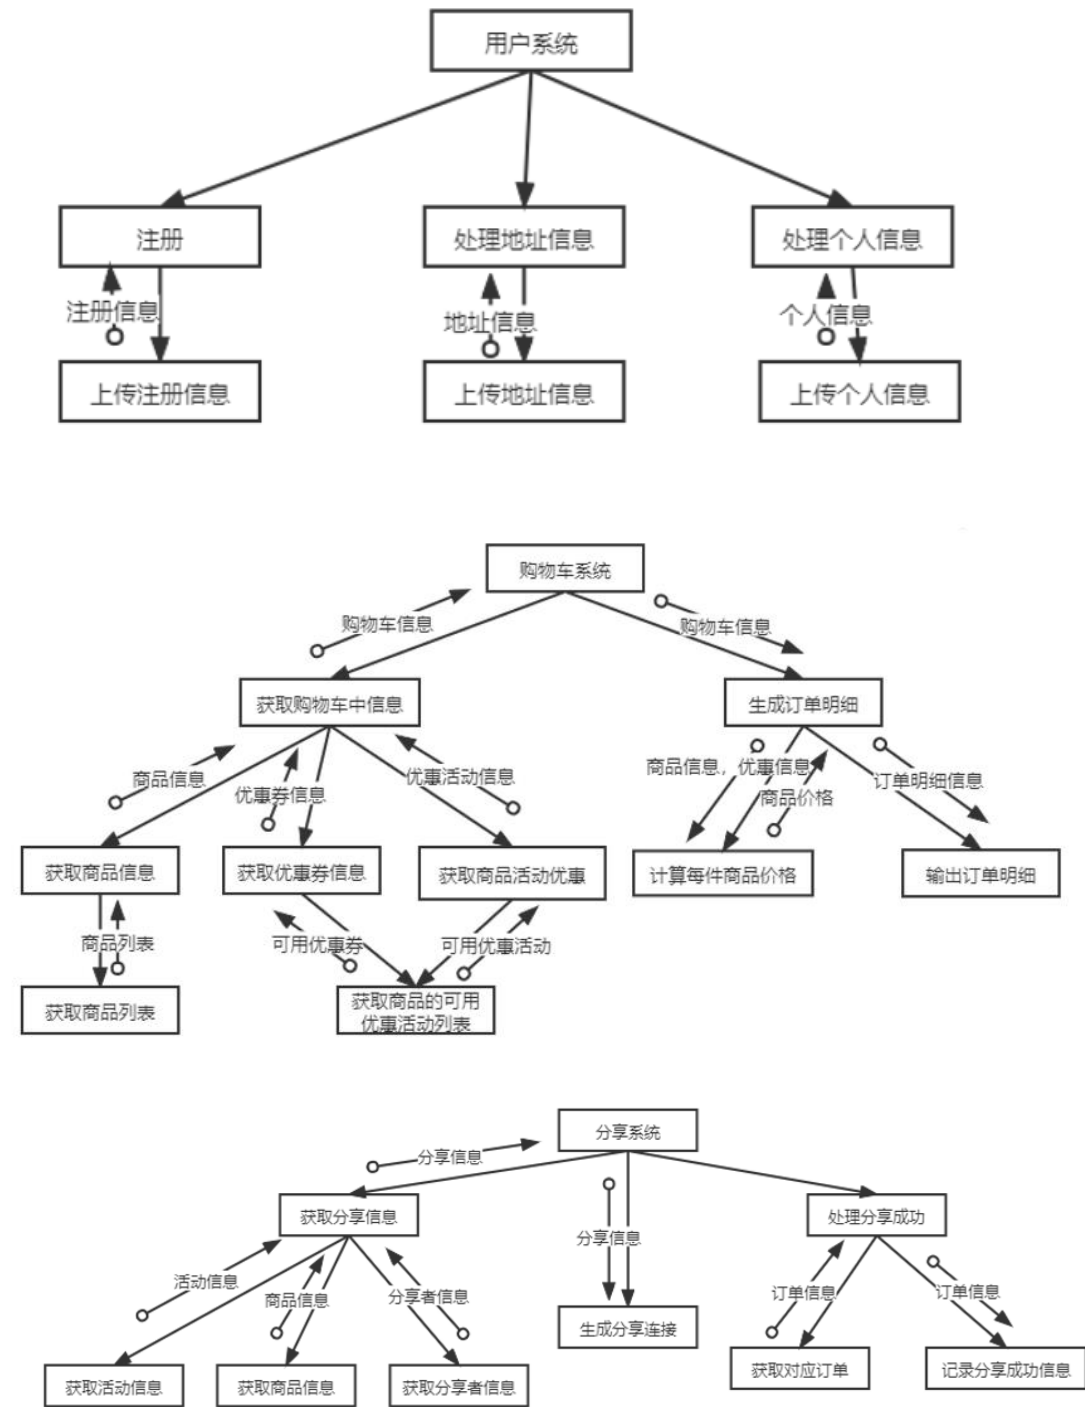 用户系统
注册
处理地址信息
处理个人信息
注册信息
地址信息
个人信息
上传注册信息
上传地址信息
上传个人信息
购物车系统
购物车信息
购物车信息
获取购物车中信息
生成订单明细
商品信息
优惠券信息
优惠活动信息
商品信息，优惠信息
商品价格
订单明细信息
获取商品信息
获取优惠券信息
获取商品活动优惠
计算每件商品价格
输出订单明细
商品列表
可用优惠券
可用优惠活动
获取商品列表
获取商品的可用
优惠活动列表
分享系统
分享信息
获取分享信息
处理分享成功
分享信息
活动信息
商品信息
分享者信息
订单信息
订单信息
生成分享连接
获取活动信息
获取商品信息
获取分享者信息
获取对应订单
记录分享成功信息